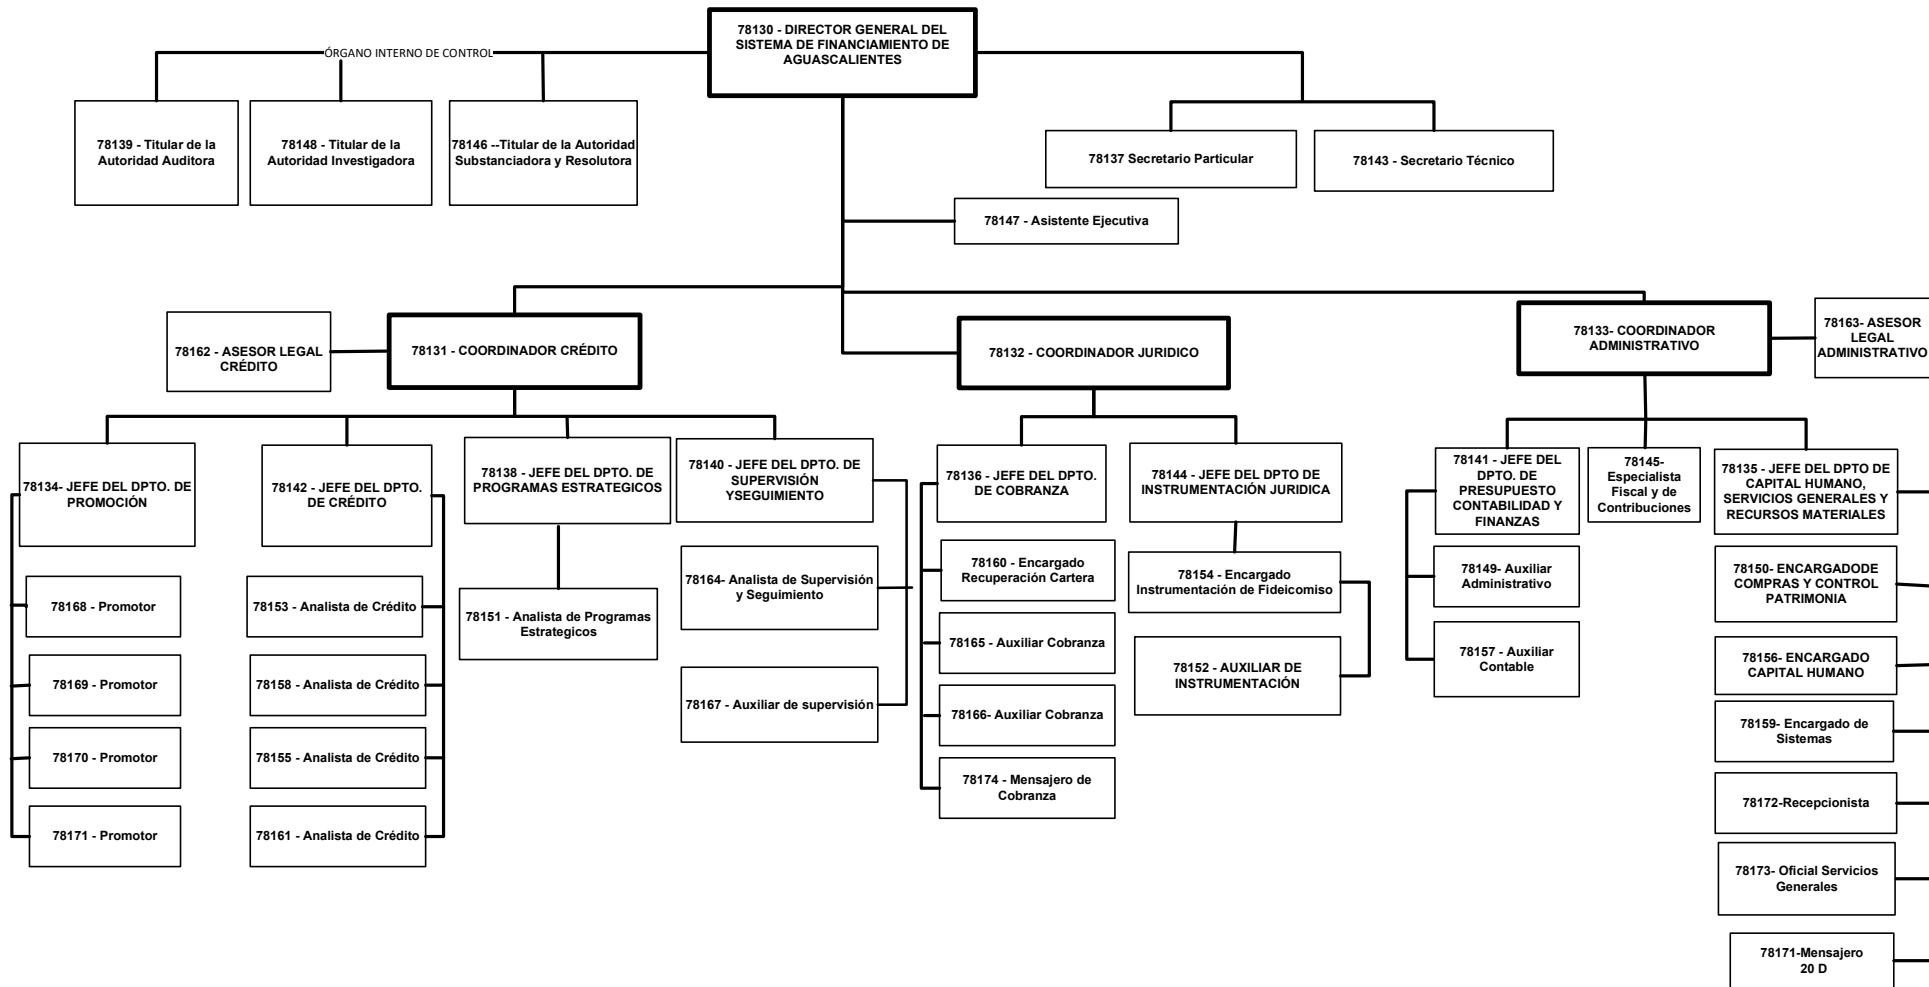 78130 - DIRECTOR GENERAL DEL
SISTEMA DE FINANCIAMIENTO DE
AGUASCALIENTES
ÓRGANO INTERNO DE CONTROL
78139 - Titular de la
Autoridad Auditora
78148 - Titular de la
Autoridad Investigadora
78146 --Titular de la Autoridad
Substanciadora y Resolutora
78137 Secretario Particular
78143 - Secretario Técnico
78147 - Asistente Ejecutiva
78162 - ASESOR LEGAL
CRÉDITO
78131 - COORDINADOR CRÉDITO
78132 - COORDINADOR JURIDICO
78133- COORDINADOR
ADMINISTRATIVO
78163- ASESOR
LEGAL
ADMINISTRATIVO
78134- JEFE DEL DPTO. DE
PROMOCIÓN
78142 - JEFE DEL DPTO.
DE CRÉDITO
78138 - JEFE DEL DPTO. DE
PROGRAMAS ESTRATEGICOS
78140 - JEFE DEL DPTO. DE
SUPERVISIÓN
YSEGUIMIENTO
78136 - JEFE DEL DPTO.
DE COBRANZA
78144 - JEFE DEL DPTO DE
INSTRUMENTACIÓN JURIDICA
78141 - JEFE DEL
DPTO. DE
PRESUPUESTO
CONTABILIDAD Y
FINANZAS
78145-
Especialista
Fiscal y de
Contribuciones
78135 - JEFE DEL DPTO DE
CAPITAL HUMANO,
SERVICIOS GENERALES Y
RECURSOS MATERIALES
78168 - Promotor
78169 - Promotor
78170 - Promotor
78171 - Promotor
78153 - Analista de Crédito
78158 - Analista de Crédito
78155 - Analista de Crédito
78161 - Analista de Crédito
78151 - Analista de Programas
Estrategicos
78164- Analista de Supervisión
y Seguimiento
78167 - Auxiliar de supervisión
78160 - Encargado
Recuperación Cartera
78165 - Auxiliar Cobranza
78166- Auxiliar Cobranza
78174 - Mensajero de
Cobranza
78154 - Encargado
Instrumentación de Fideicomiso
78152 - AUXILIAR DE
INSTRUMENTACIÓN
78149- Auxiliar
Administrativo
78157 - Auxiliar
Contable
78150- ENCARGADODE
COMPRAS Y CONTROL
PATRIMONIA
78156- ENCARGADO
CAPITAL HUMANO
78159- Encargado de
Sistemas
78172-Recepcionista
78173- Oficial Servicios
Generales
78171-Mensajero
20 D